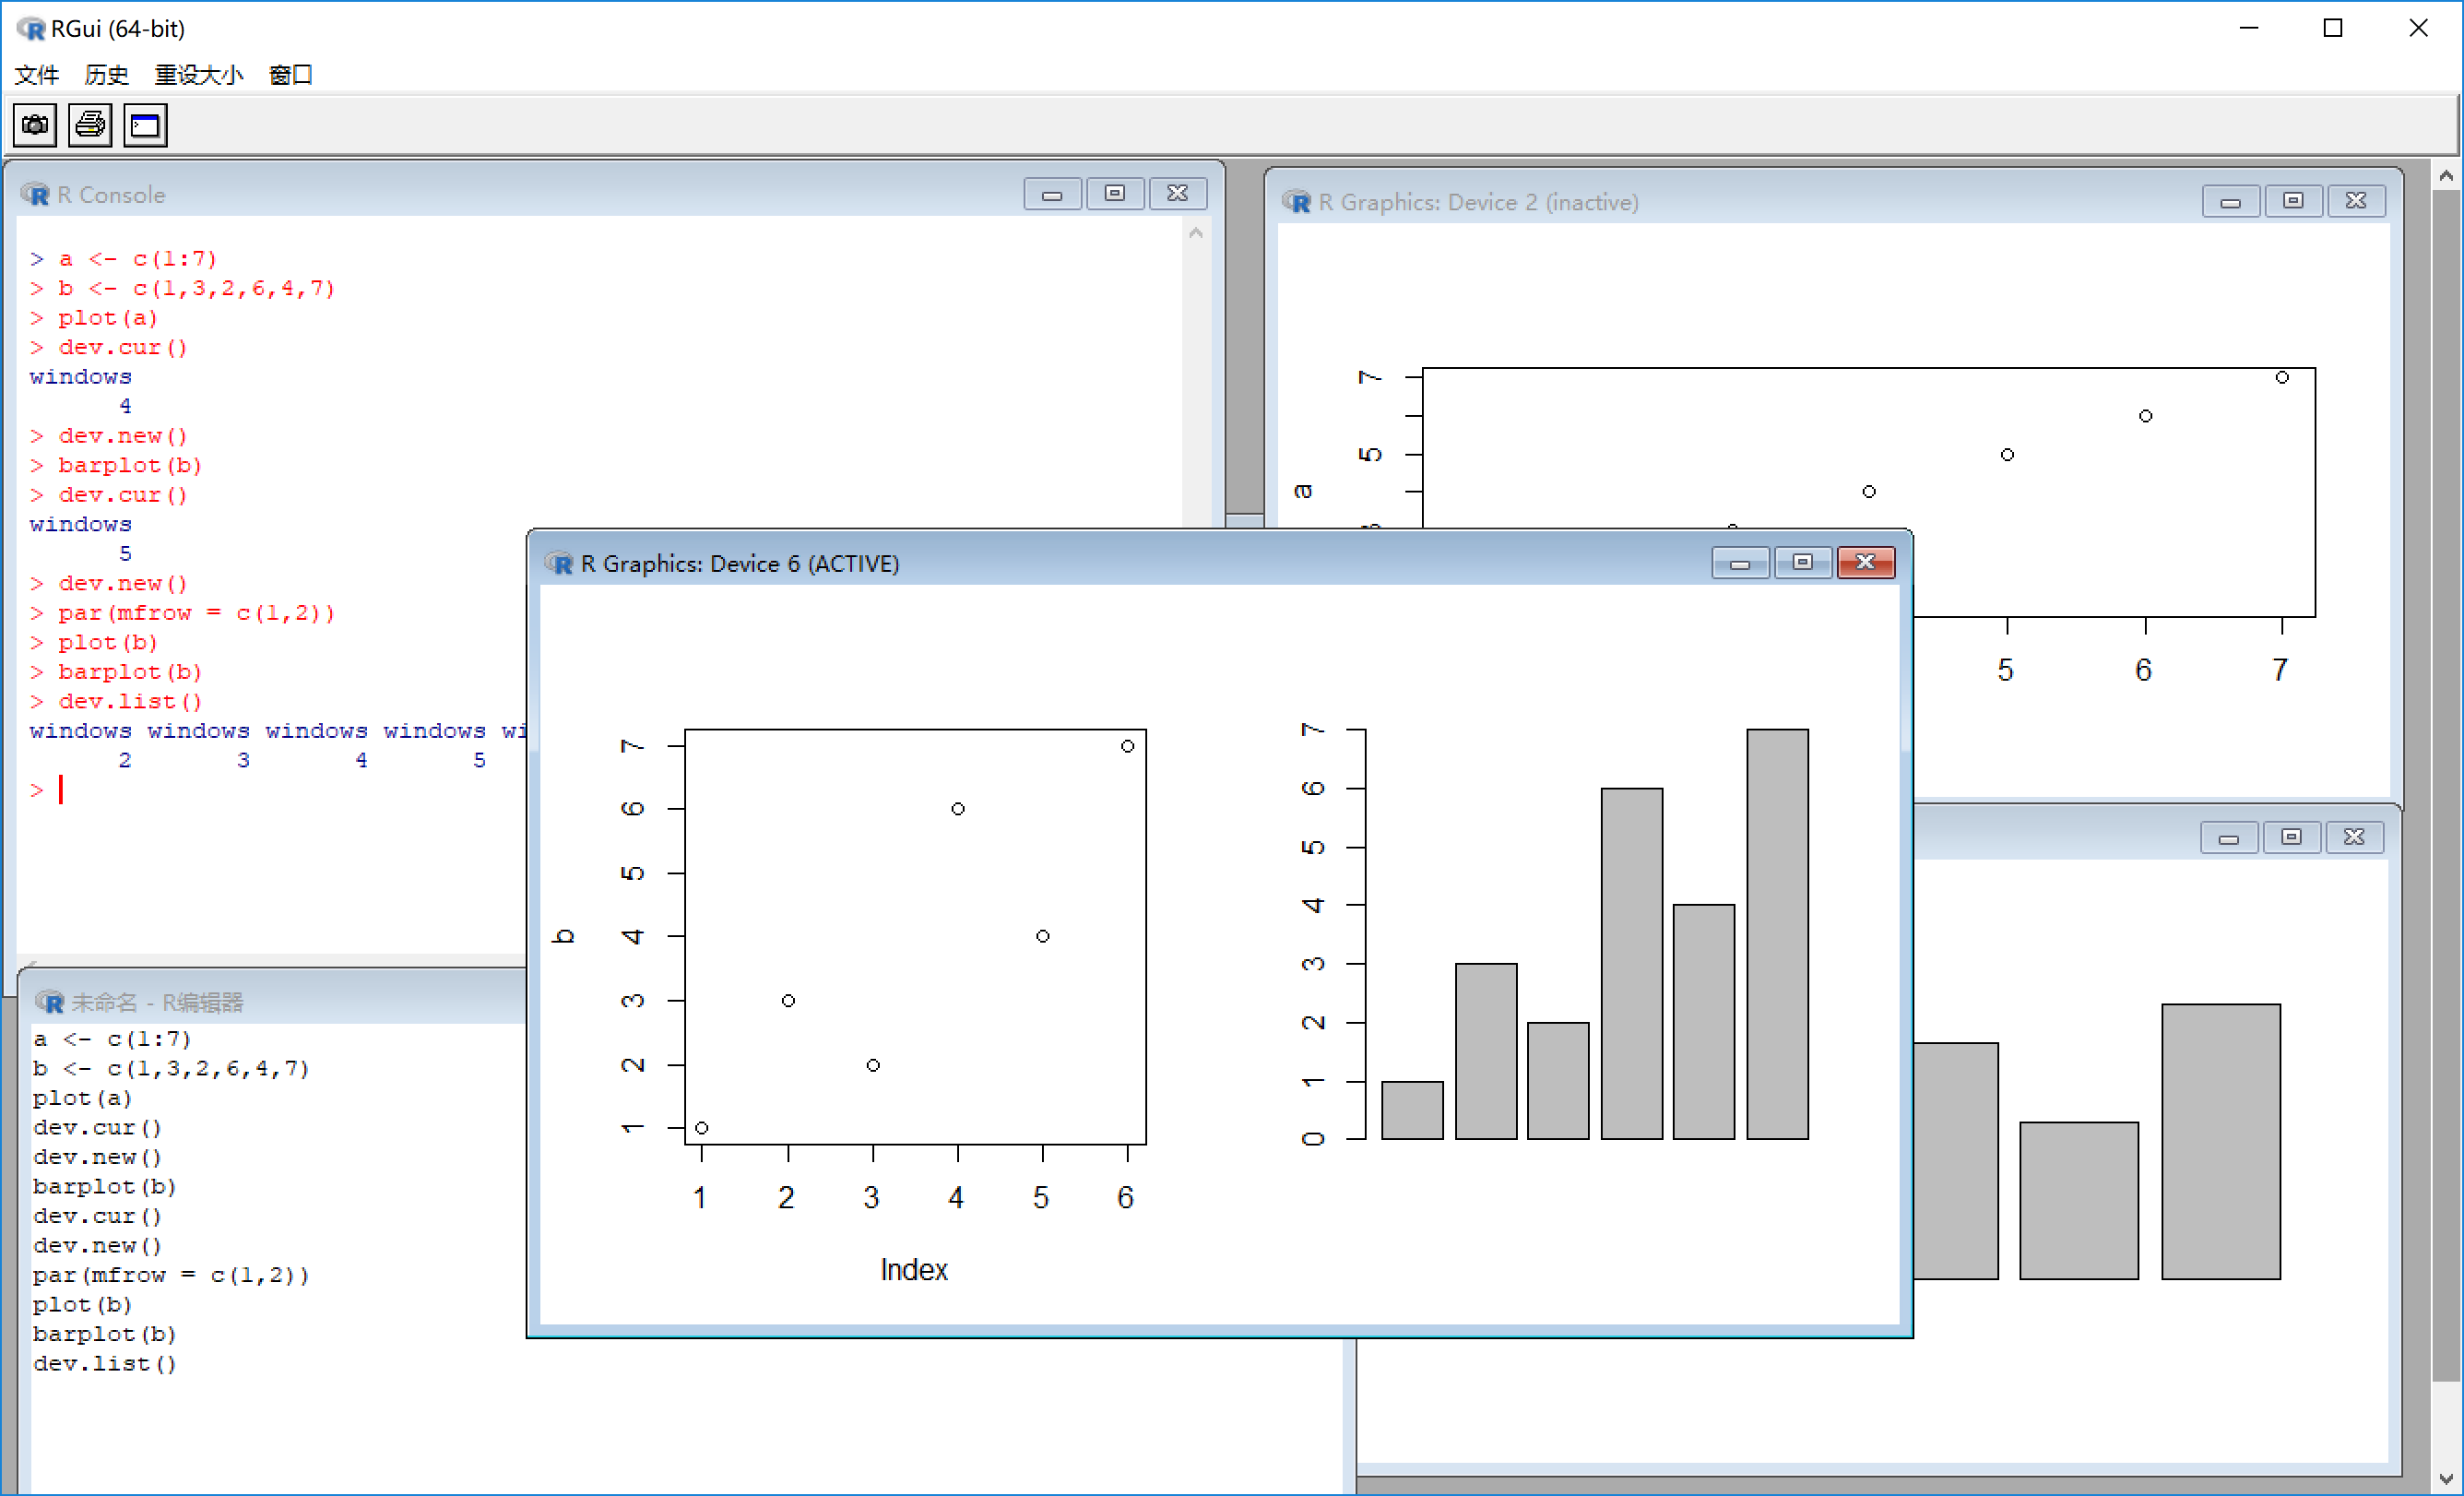 RGui (64-bit)
文件 历史 重设大小 窗口
R Console
> a <- c(1:7)
> b <- c(1,3,2,6,4,7)
> plot(a)
> dev.cur()
windows
4
> dev.new()
> barplot(b)
> dev.cur()
windows
5
> dev.new()
> par(mfrow = c(1,2))
> plot(b)
> barplot(b)
> dev.list()
windows windows windows windows
2 3 4 5
>
R Graphics: Device 2 (inactive)
7
5
a
5 6 7
R Graphics: Device 6 (ACTIVE)
7
6
5
4
3
2
1
b
1 2 3 4 5 6
Index
7
6
5
4
3
2
1
0
未命名 - R编辑器
a <- c(1:7)
b <- c(1,3,2,6,4,7)
plot(a)
dev.cur()
dev.new()
barplot(b)
dev.cur()
dev.new()
par(mfrow = c(1,2))
plot(b)
barplot(b)
dev.list()